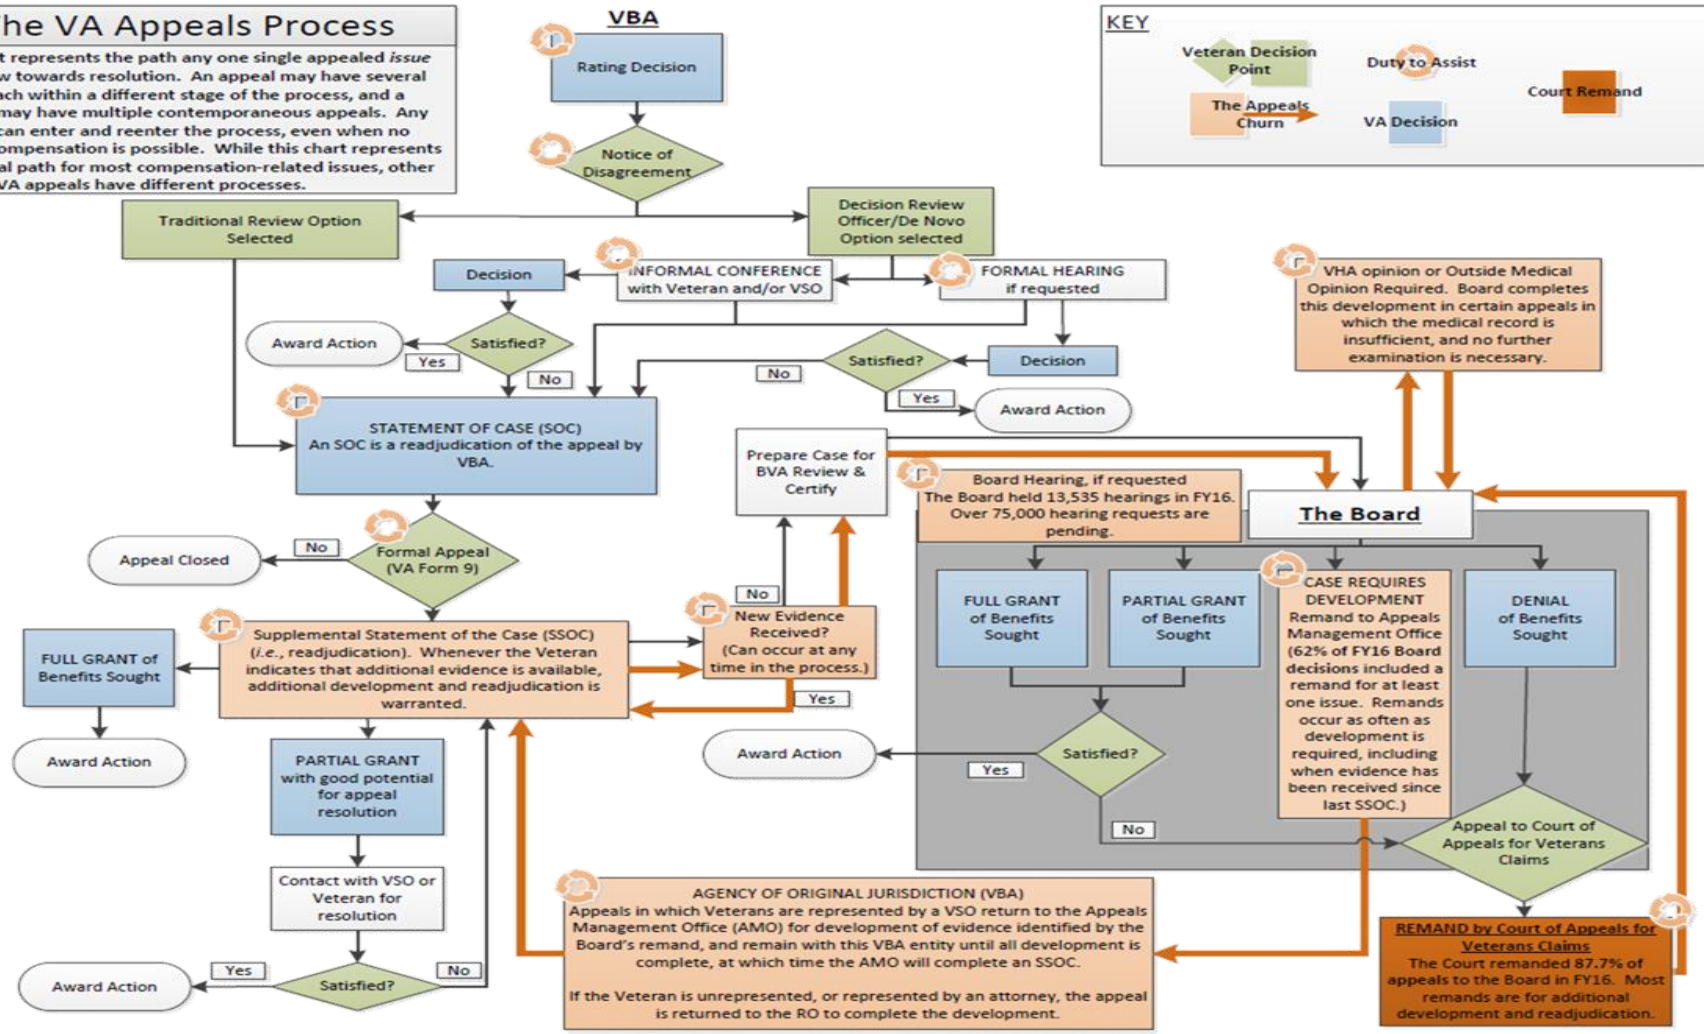 The VA Appeals Process
t represents the path any one single appealed issue
w towards resolution. An appeal may have several
ach within a different stage of the process, and a
may have multiple contemporaneous appeals. Any
can enter and reenter the process, even when no
ompensation is possible. While this chart represents
al path for most compensation-related issues, other
VA appeals have different processes.
VBA
Rating Decision
Notice of
Disagreement
KEY
Veteran Decision
Point
Duty to Assist
Court Remand
The Appeals
Churn
VA Decision
Traditional Review Option
Selected
Decision Review
Officer/De Novo
Option selected
Decision
INFORMAL CONFERENCE
with Veteran and/or VSO
FORMAL HEARING
if requested
VHA opinion or Outside Medical
Opinion Required. Board completes
this development in certain appeals in
which the medical record is
insufficient, and no further
examination is necessary.
Award Action
Yes
Satisfied?
No
No
Satisfied?
Decision
Yes
Award Action
STATEMENT OF CASE (SOC)
An SOC is a readjudication of the appeal by
VBA.
Prepare Case for
BVA Review &
Certify
Board Hearing, if requested
The Board held 13,535 hearings in FY16.
Over 75,000 hearing requests are
pending.
The Board
Appeal Closed
No
Formal Appeal
(VA Form 9)
No
New Evidence
Received?
(Can occur at any
time in the process.)
Yes
FULL GRANT
of Benefits
Sought
PARTIAL GRANT
of Benefits
Sought
CASE REQUIRES
DEVELOPMENT
Remand to Appeals
Management Office
(62% of FY16 Board
decisions included a
remand for at least
one issue. Remands
occur as often as
development is
required, including
when evidence has
been received since
last SSOC.)
DENIAL
of Benefits
Sought
FULL GRANT of
Benefits Sought
Supplemental Statement of the Case (SSOC)
(i.e., readjudication). Whenever the Veteran
indicates that additional evidence is available,
additional development and readjudication is
warranted.
Award Action
PARTIAL GRANT
with good potential
for appeal
resolution
Award Action
Yes
Satisfied?
No
Appeal to Court of
Appeals for Veterans
Claims
Contact with VSO or
Veteran for
resolution
Award Action
Yes
Satisfied?
No
AGENCY OF ORIGINAL JURISDICTION (VBA)
Appeals in which Veterans are represented by a VSO return to the Appeals
Management Office (AMO) for development of evidence identified by the
Board's remand, and remain with this VBA entity until all development is
complete, at which time the AMO will complete an SSOC.
If the Veteran is unrepresented, or represented by an attorney, the appeal
is returned to the RO to complete the development.
REMAND by Court of Appeals for
Veterans Claims
The Court remanded 87.7% of
appeals to the Board in FY16. Most
remands are for additional
development and readjudication.